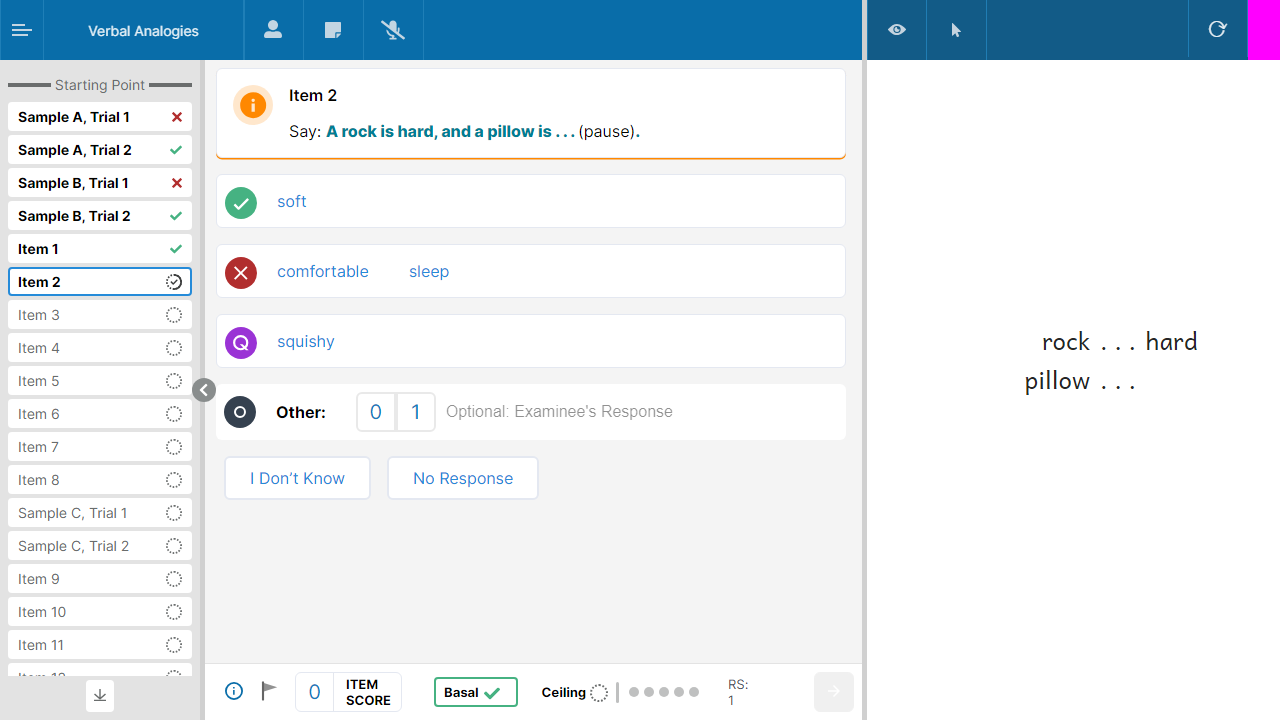 Verbal Analogies
Starting Point
Sample A, Trial 1
Sample A, Trial 2
Sample B, Trial 1
Sample B, Trial 2
Item 1
Item 2
Item 3
Item 4
Item 5
Item 6
Item 7
Item 8
Sample C, Trial 1
Sample C, Trial 2
Item 9
Item 10
Item 11
Item 2
Say: A rock is hard, and a pillow is . . . (pause).
soft
comfortable sleep
Q squishy
O Other: 0 1 Optional: Examinee's Response
I Don’t Know No Response
0 ITEM SCORE
Basal
Ceiling
RS:
1
rock . . . hard
pillow . . .